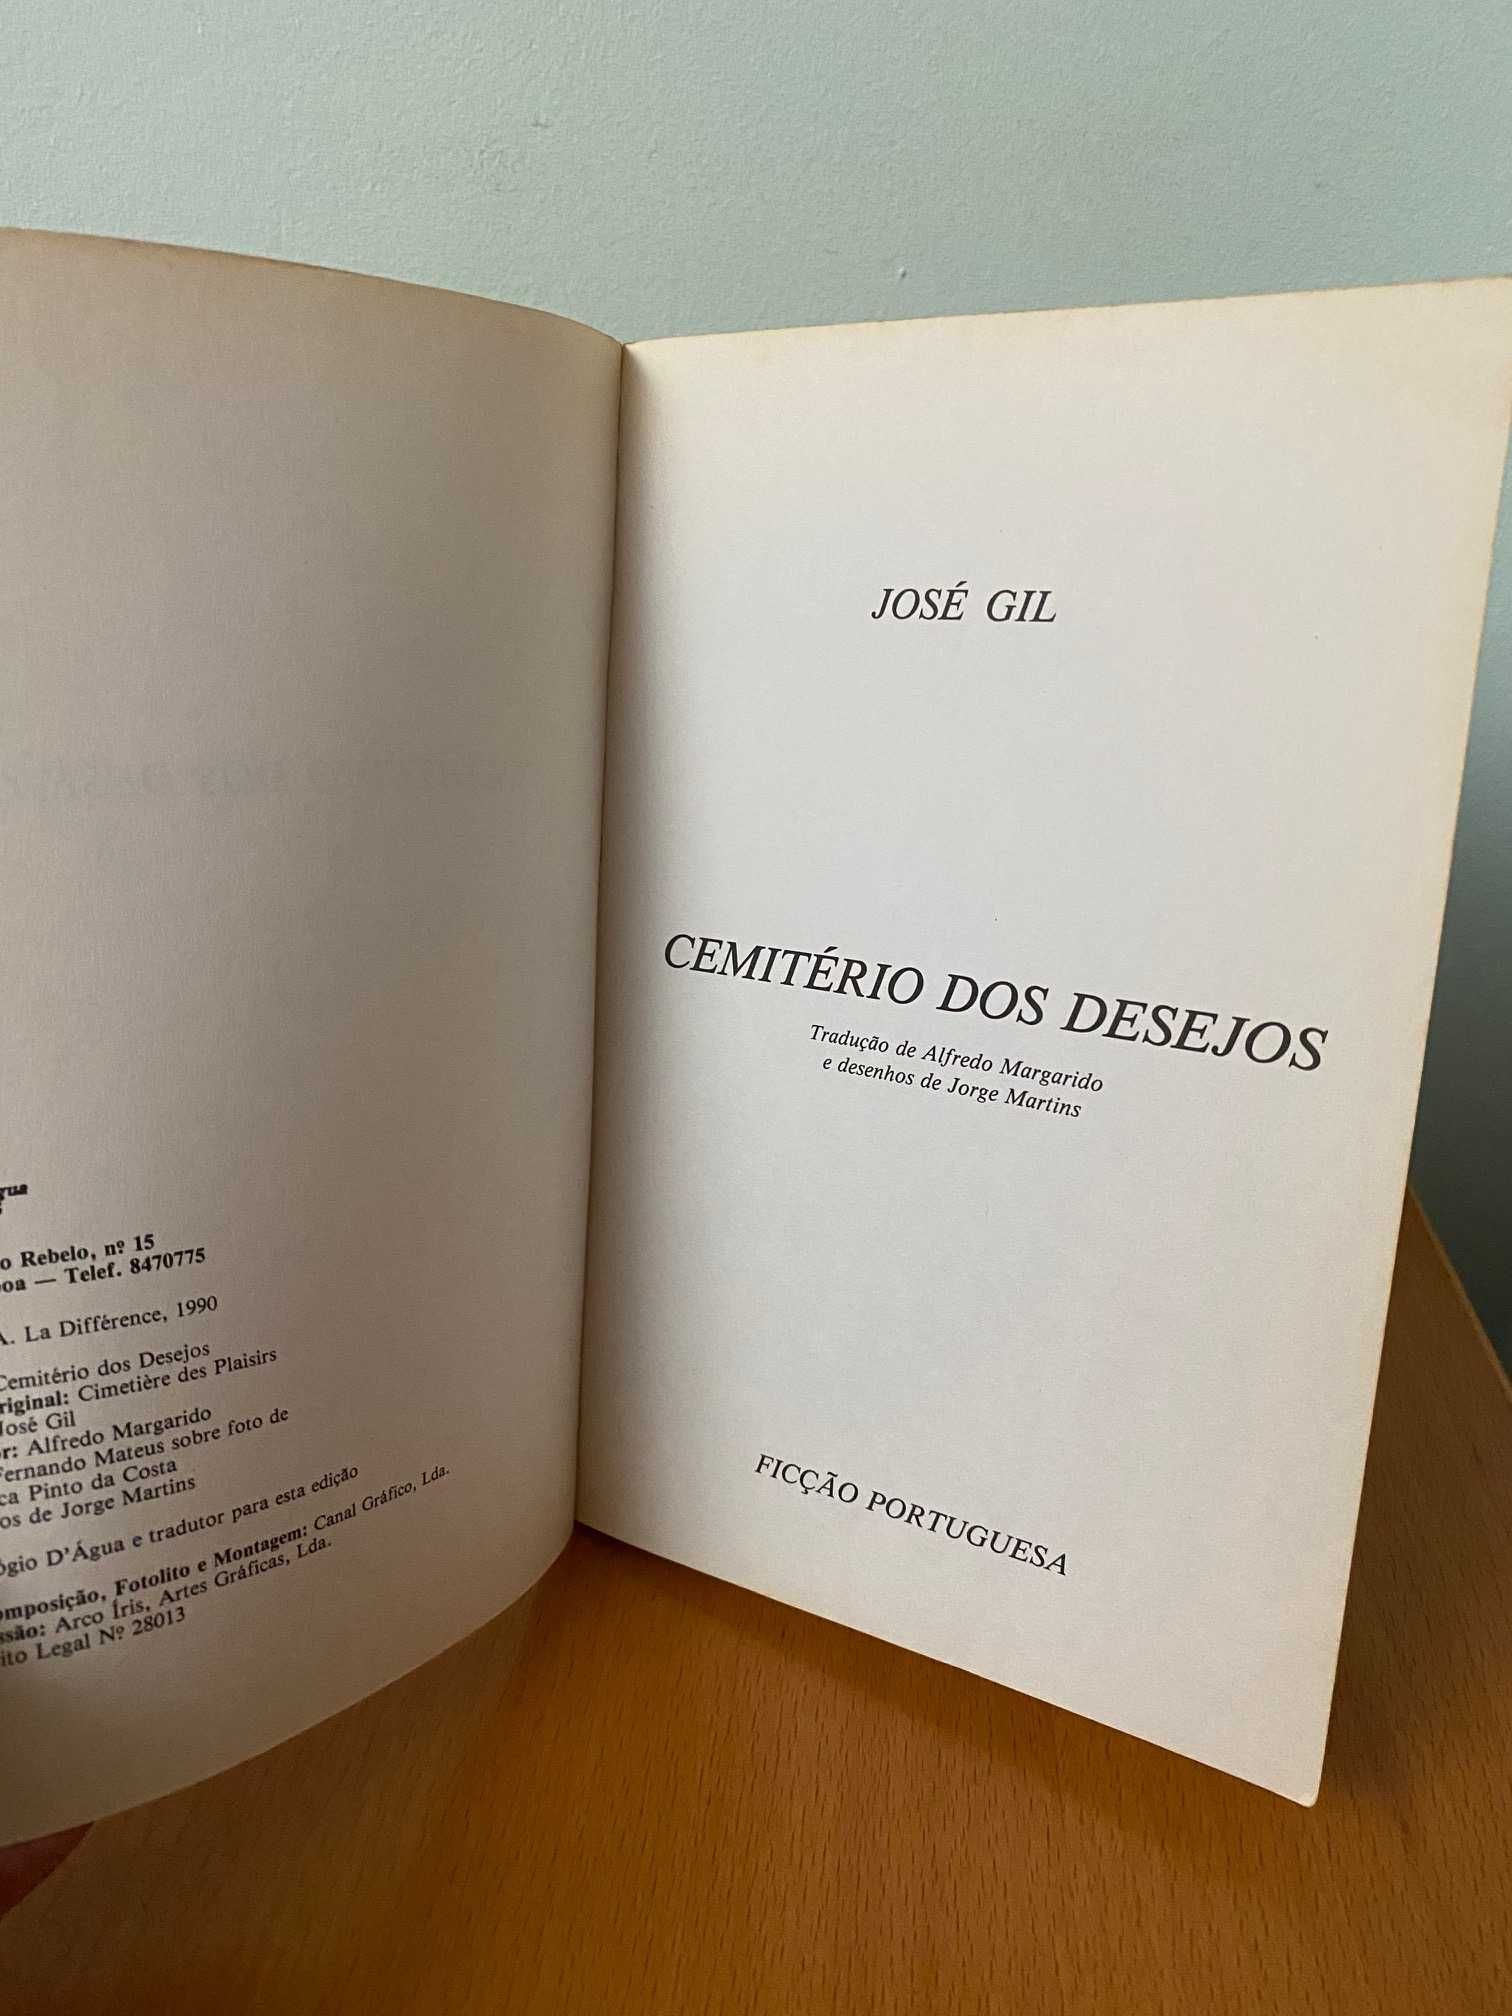 o Rebelo, nº 15
oa — Telef. 8470775
A. La Différence, 1990
Cemitério dos Desejos
riginal: Cimetière des Plaisirs
José Gil
r: Alfredo Margarido
Fernando Mateus sobre foto de
ca Pinto da Costa
os de Jorge Martins
ógio D'Água e tradutor para esta edição
omposição, Fotolito e Montagem: Canal Gráfico, Lda.
ssão: Arco Íris, Artes Gráficas, Lda.
ito Legal Nº 28013
JOSÉ GIL
CEMITÉRIO DOS DESEJOS
Tradução de Alfredo Margarido
e desenhos de Jorge Martins
FICÇÃO PORTUGUESA